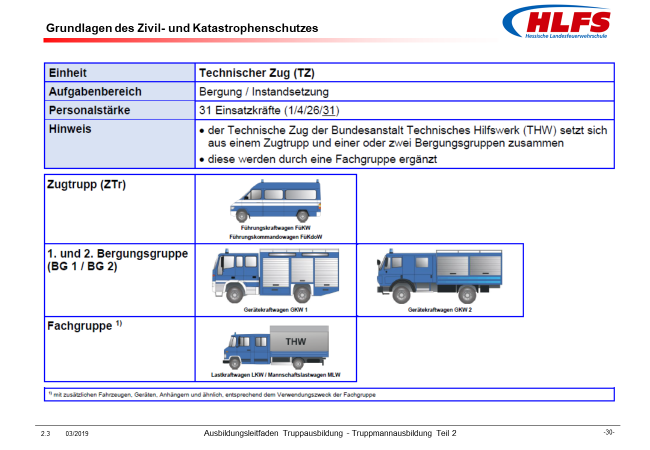 Grundlagen des Zivil- und Katastrophenschutzes
HLFS
Hessische Landesfeuerwehrschule
Einheit
Technischer Zug (TZ)
Aufgabenbereich
Bergung / Instandsetzung
Personalstärke
31 Einsatzkräfte (1/4/26/31)
Hinweis
• der Technische Zug der Bundesanstalt Technisches Hilfswerk (THW) setzt sich
aus einem Zugtrupp und einer oder zwei Bergungsgruppen zusammen
• diese werden durch eine Fachgruppe ergänzt
Zugtrupp (ZTr)
Führungskraftwagen FüKW
Führungskommandowagen FüKdoW
1. und 2. Bergungsgruppe
(BG 1 / BG 2)
Gerätekraftwagen GKW 1
Gerätekraftwagen GKW 2
Fachgruppe 1)
THW
Lastkraftwagen LKW / Mannschaftslastwagen MLW
1) mit zusätzlichen Fahrzeugen, Geräten, Anhängern und ähnlich, entsprechend dem Verwendungszweck der Fachgruppe
2.3 03/2019
Ausbildungsleitfaden Truppausbildung - Truppmannausbildung Teil 2
-30-